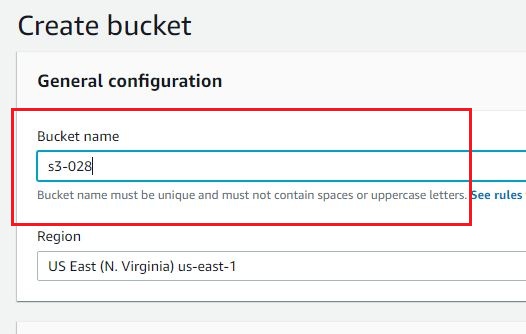 Create bucket
General configuration
Bucket name
s3-028
Bucket name must be unique and must not contain spaces or uppercase letters. See rules
Region
US East (N. Virginia) us-east-1